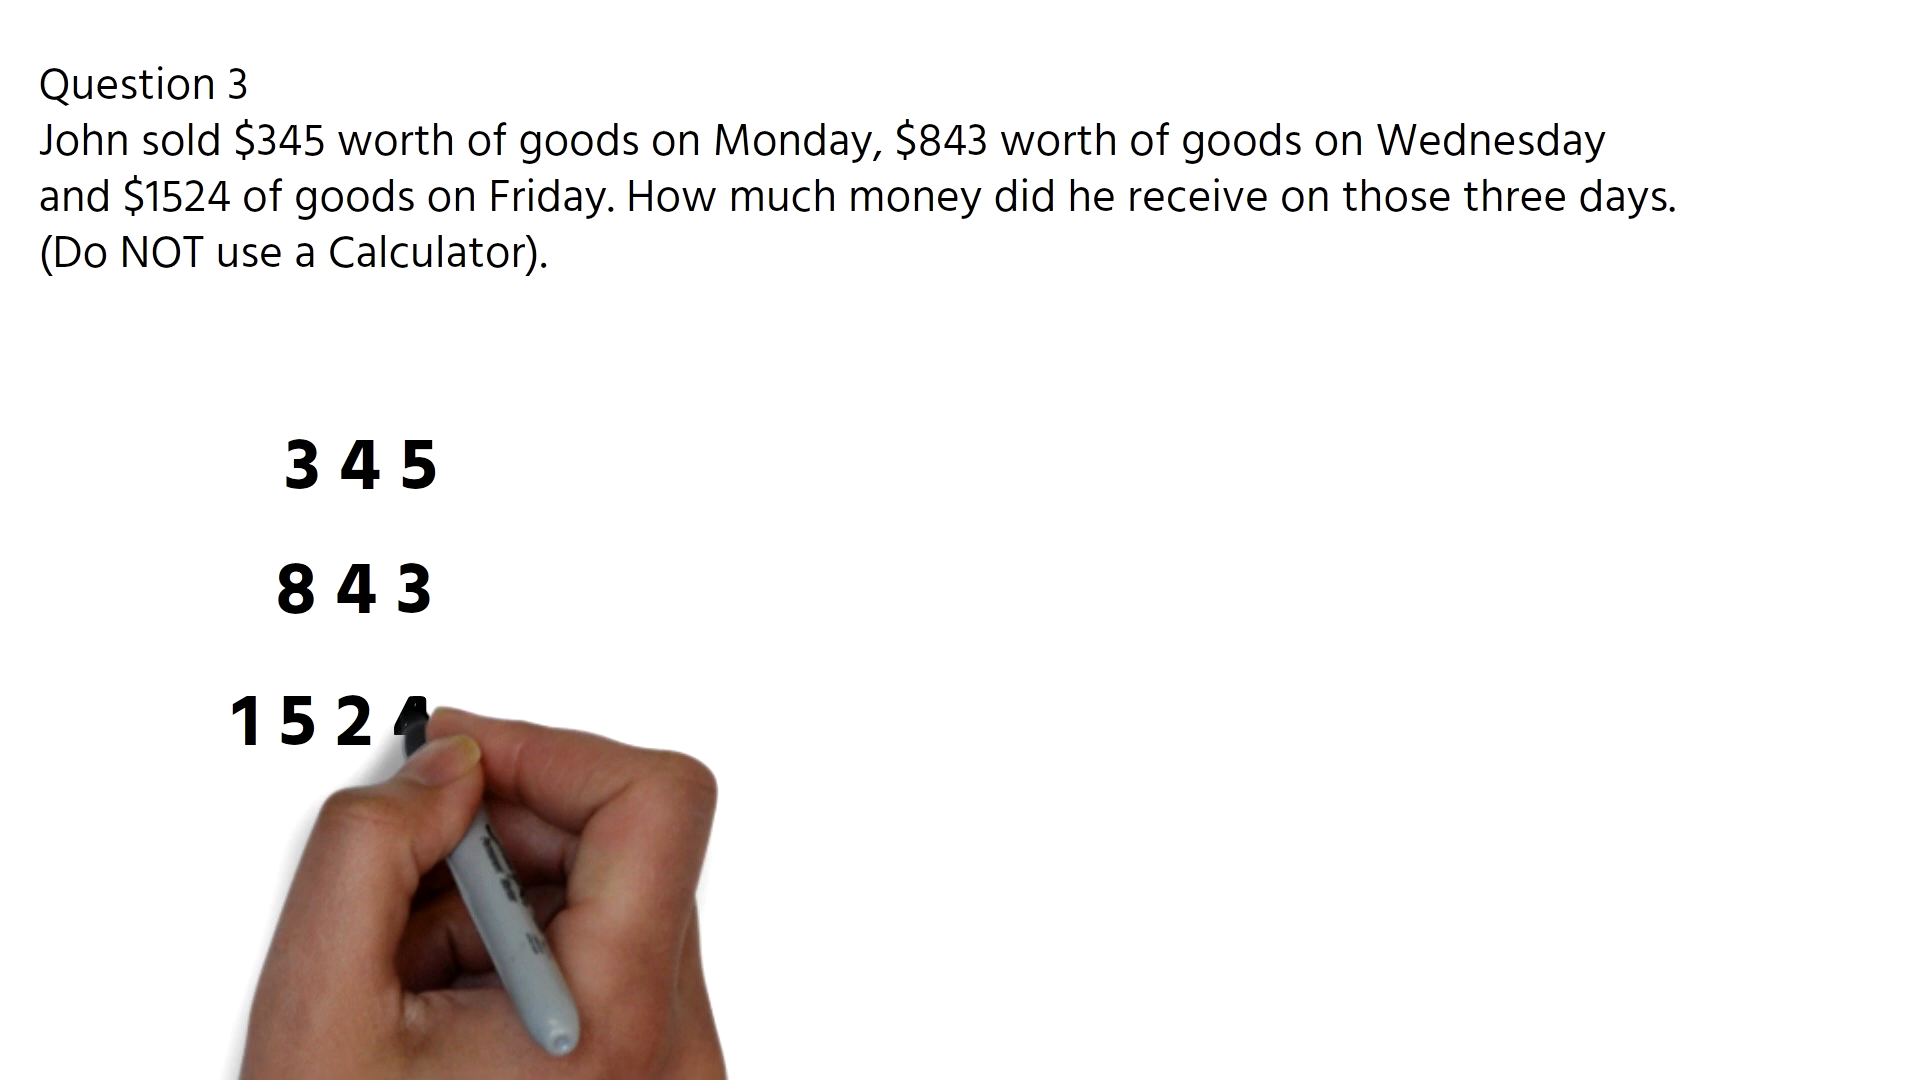 Question 3
John sold $345 worth of goods on Monday, $843 worth of goods on Wednesday
and $1524 of goods on Friday. How much money did he receive on those three days.
(Do NOT use a Calculator).
3 4 5
8 4 3
1 5 2 4